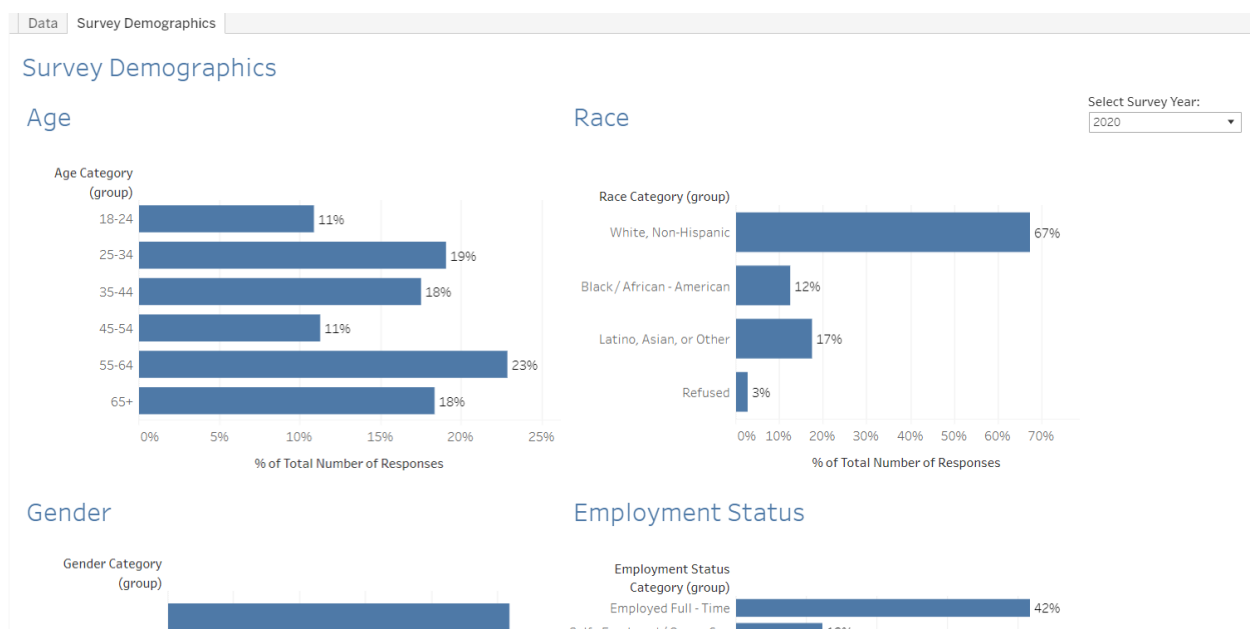 Data Survey Demographics
Survey Demographics
Select Survey Year:
2020
Age
Age Category
(group)
18-24 11%
25-34 19%
35-44 18%
45-54 11%
55-64 23%
65+ 18%
0% 5% 10% 15% 20% 25%
% of Total Number of Responses
Race
Race Category (group)
White, Non-Hispanic 67%
Black / African - American 12%
Latino, Asian, or Other 17%
Refused 3%
0% 10% 20% 30% 40% 50% 60% 70%
% of Total Number of Responses
Gender
Gender Category
(group)
Employment Status
Employment Status
Category (group)
Employed Full - Time 42%